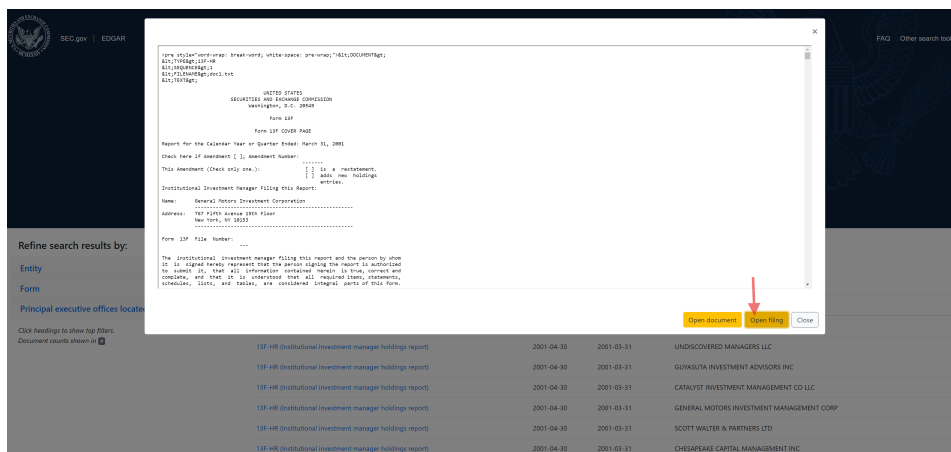 SEC.gov | EDGAR
FAQ Other search tool
×
<pre style="word-wrap: break-word; white-space: pre-wrap;">&lt;DOCUMENT&gt;
&lt;TYPE&gt;13F-HR
&lt;SEQUENCE&gt;1
&lt;FILENAME&gt;doc1.txt
&lt;TEXT&gt;
UNITED STATES
SECURITIES AND EXCHANGE COMMISSION
Washington, D.C. 20549
Form 13F
Form 13F COVER PAGE
Report for the Calendar Year or Quarter Ended: March 31, 2001
Check here if Amendment [ ]; Amendment Number:
-------
This Amendment (Check only one.): [ ] is a restatement.
[ ] adds new holdings
entries.
Institutional Investment Manager Filing this Report:
Name: General Motors Investment Corporation
Address: 767 Fifth Avenue 15th Floor
New York, NY 10153
Form 13F File Number:
---
The institutional investment manager filing this report and the person by whom
it is signed hereby represent that the person signing the report is authorized
to submit it, that all information contained herein is true, correct and
complete, and that it is understood that all required items, statements,
schedules, lists, and tables, are considered integral parts of this form.
Open document Open filing Close
Refine search results by:
Entity
Form
Principal executive offices locate
Click headings to show top filters.
Document counts shown in
13F-HR (Institutional investment manager holdings report) 2001-04-30 2001-03-31 UNDISCOVERED MANAGERS LLC
13F-HR (Institutional investment manager holdings report) 2001-04-30 2001-03-31 GUYASUTA INVESTMENT ADVISORS INC
13F-HR (Institutional investment manager holdings report) 2001-04-30 2001-03-31 CATALYST INVESTMENT MANAGEMENT CO LLC
13F-HR (Institutional investment manager holdings report) 2001-04-30 2001-03-31 GENERAL MOTORS INVESTMENT MANAGEMENT CORP
13F-HR (Institutional investment manager holdings report) 2001-04-30 2001-03-31 SCOTT WALTER & PARTNERS LTD
13F-HR (Institutional investment manager holdings report) 2001-04-30 2001-03-31 CHESAPEAKE CAPITAL MANAGEMENT INC